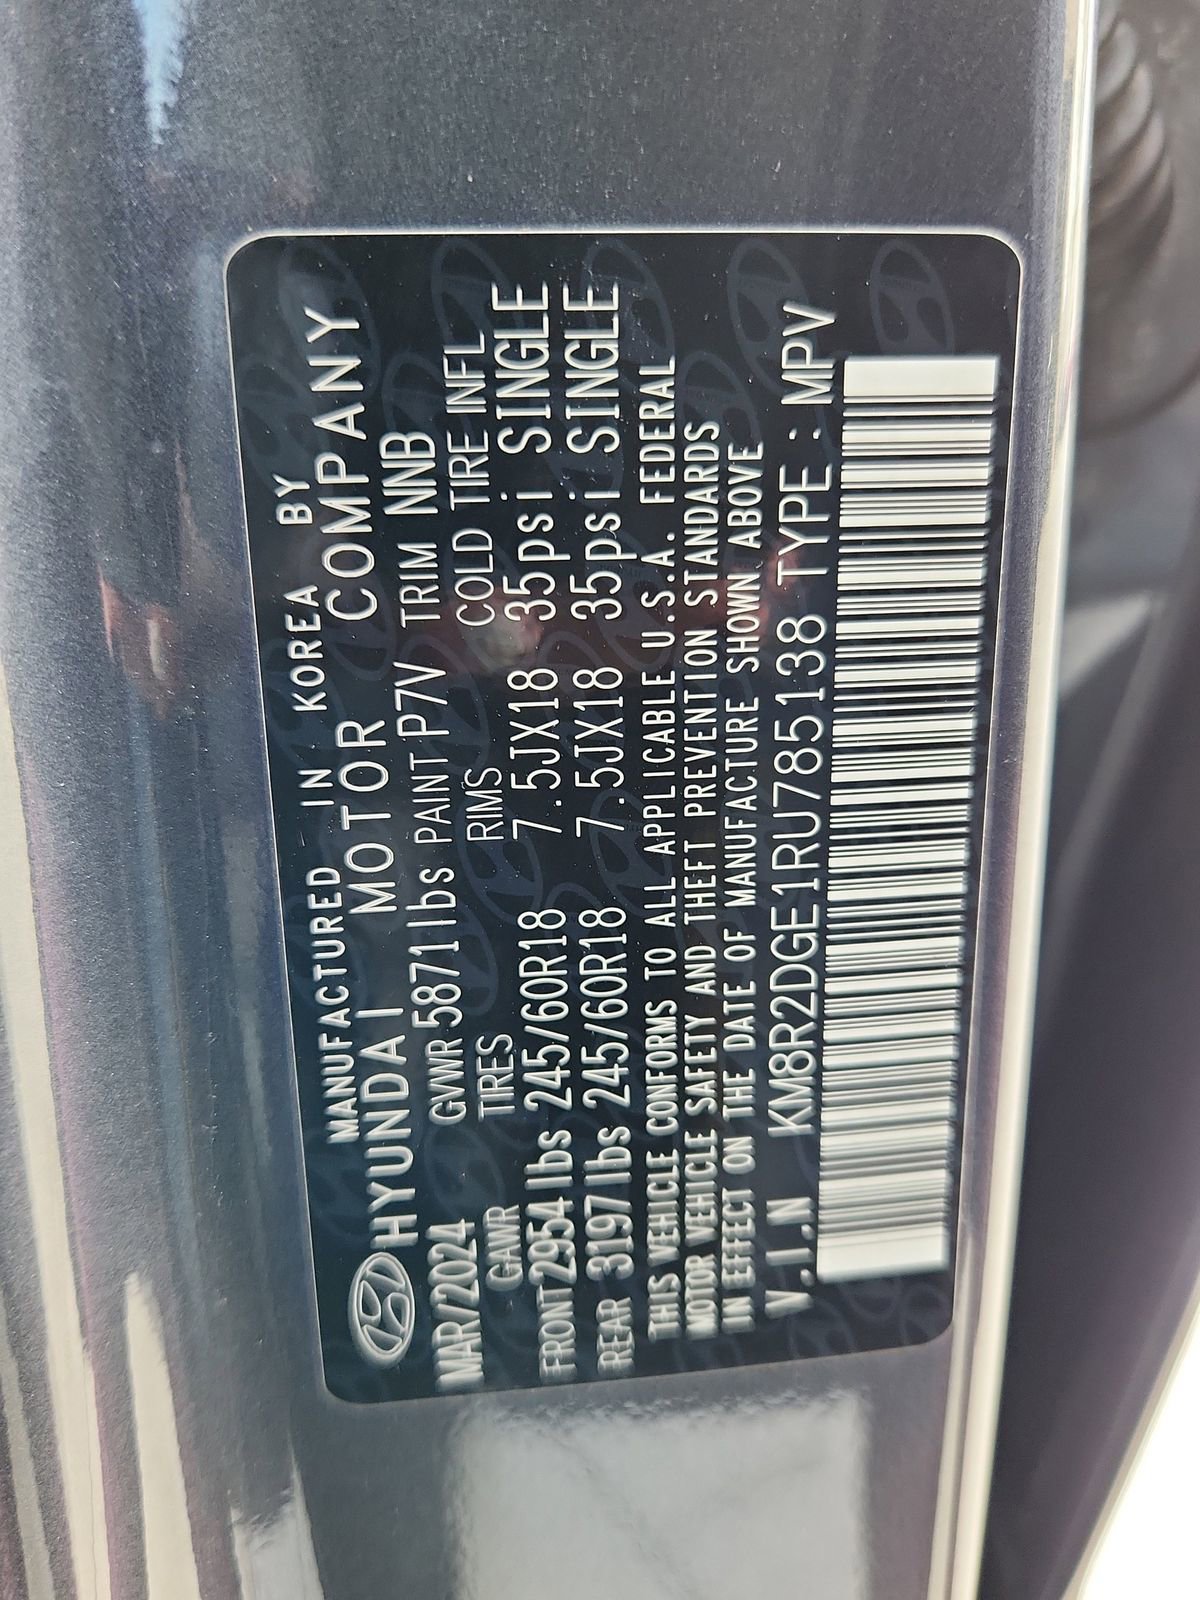 MANUFACTURED IN KOREA BY
HYUNDAI MOTOR COMPANY
MAR/2024 GVWR 5871lbs PAINT P7V TRIM NNB
GAWR TIRES RIMS COLD TIRE INFL
FRONT 2954 lbs 245/60R18 7.5JX18 35psi SINGLE
REAR 3197 lbs 245/60R18 7.5JX18 35psi SINGLE
THIS VEHICLE CONFORMS TO ALL APPLICABLE U.S.A. FEDERAL
MOTOR VEHICLE SAFETY AND THEFT PREVENTION STANDARDS
IN EFFECT ON THE DATE OF MANUFACTURE SHOWN ABOVE
V.I.N KM8R2DGE1RU785138 TYPE : MPV